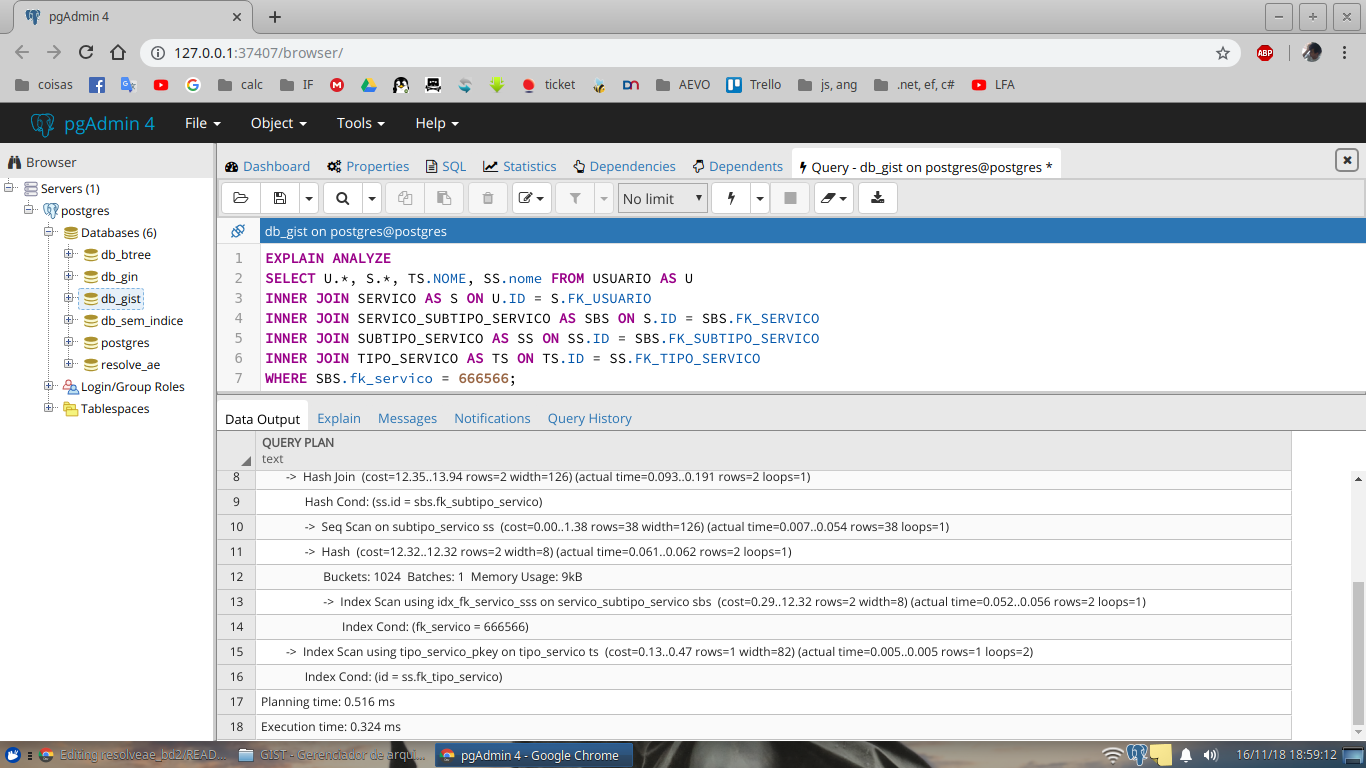 pgAdmin 4
127.0.0.1:37407/browser/
ABP
coisas calc IF ticket AEVO Trello js, ang .net, ef, c# LFA
pgAdmin 4 File Object Tools Help
Browser
Servers (1)
postgres
Databases (6)
db_btree
db_gin
db_gist
db_sem_indice
postgres
resolve_ae
Login/Group Roles
Tablespaces
Dashboard Properties SQL Statistics Dependencies Dependents Query - db_gist on postgres@postgres *
No limit
db_gist on postgres@postgres
1 EXPLAIN ANALYZE
2 SELECT U.*, S.*, TS.NOME, SS.nome FROM USUARIO AS U
3 INNER JOIN SERVICO AS S ON U.ID = S.FK_USUARIO
4 INNER JOIN SERVICO_SUBTIPO_SERVICO AS SBS ON S.ID = SBS.FK_SERVICO
5 INNER JOIN SUBTIPO_SERVICO AS SS ON SS.ID = SBS.FK_SUBTIPO_SERVICO
6 INNER JOIN TIPO_SERVICO AS TS ON TS.ID = SS.FK_TIPO_SERVICO
7 WHERE SBS.fk_servico = 666566;
Data Output Explain Messages Notifications Query History
QUERY PLAN
text
8 -> Hash Join (cost=12.35..13.94 rows=2 width=126) (actual time=0.093..0.191 rows=2 loops=1)
9 Hash Cond: (ss.id = sbs.fk_subtipo_servico)
10 -> Seq Scan on subtipo_servico ss (cost=0.00..1.38 rows=38 width=126) (actual time=0.007..0.054 rows=38 loops=1)
11 -> Hash (cost=12.32..12.32 rows=2 width=8) (actual time=0.061..0.062 rows=2 loops=1)
12 Buckets: 1024 Batches: 1 Memory Usage: 9kB
13 -> Index Scan using idx_fk_servico_sss on servico_subtipo_servico sbs (cost=0.29..12.32 rows=2 width=8) (actual time=0.052..0.056 rows=2 loops=1)
14 Index Cond: (fk_servico = 666566)
15 -> Index Scan using tipo_servico_pkey on tipo_servico ts (cost=0.13..0.47 rows=1 width=82) (actual time=0.005..0.005 rows=1 loops=2)
16 Index Cond: (id = ss.fk_tipo_servico)
17 Planning time: 0.516 ms
18 Execution time: 0.324 ms
Editing resolveae_bd2/READ... GIST - Gerenciador de arqui... pgAdmin 4 - Google Chrome 16/11/18 18:59:12